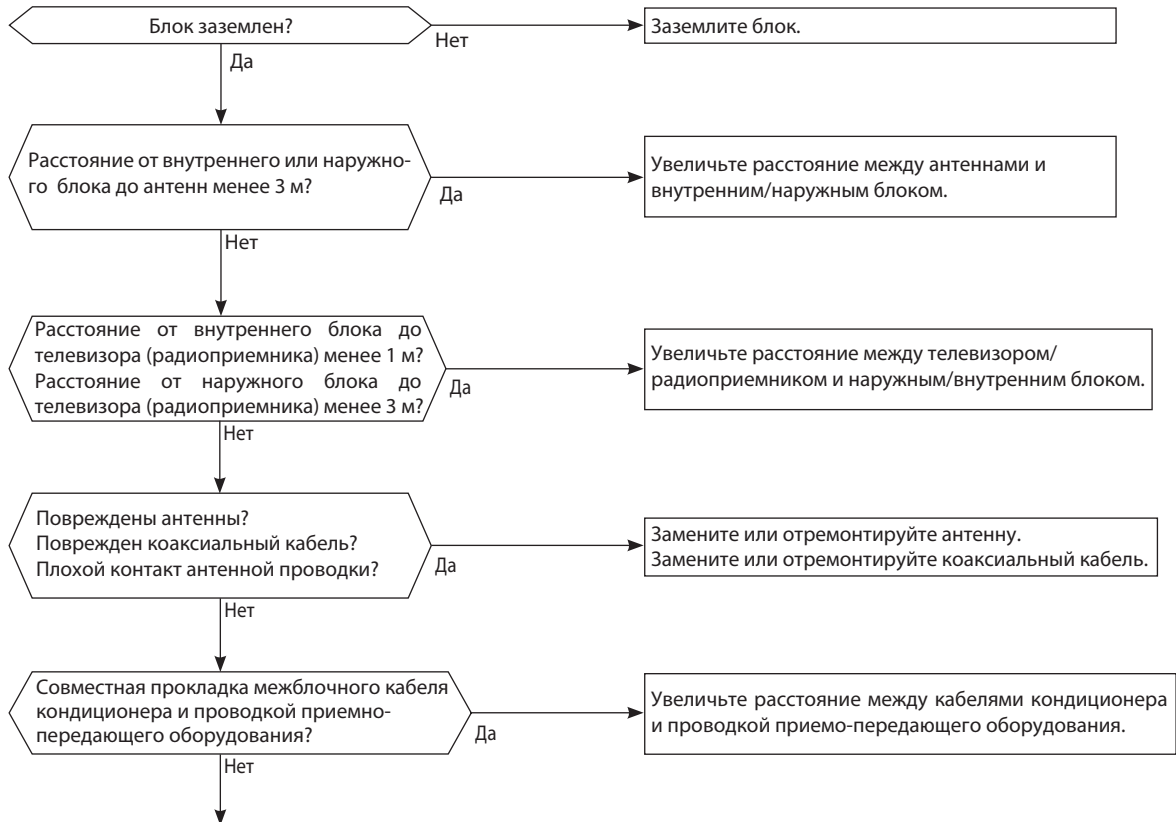 Блок заземлен?
Нет
Заземлите блок.
Да
Расстояние от внутреннего или наружно-
го блока до антенн менее 3 м?
Да
Увеличьте расстояние между антеннами и
внутренним/наружным блоком.
Нет
Расстояние от внутреннего блока до
телевизора (радиоприемника) менее 1 м?
Расстояние от наружного блока до
телевизора (радиоприемника) менее 3 м?
Да
Увеличьте расстояние между телевизором/
радиоприемником и наружным/внутренним блоком.
Нет
Повреждены антенны?
Поврежден коаксиальный кабель?
Плохой контакт антенной проводки?
Да
Замените или отремонтируйте антенну.
Замените или отремонтируйте коаксиальный кабель.
Нет
Совместная прокладка межблочного кабеля
кондиционера и проводкой приемно-
передающего оборудования?
Да
Увеличьте расстояние между кабелями кондиционера
и проводкой приемо-передающего оборудования.
Нет